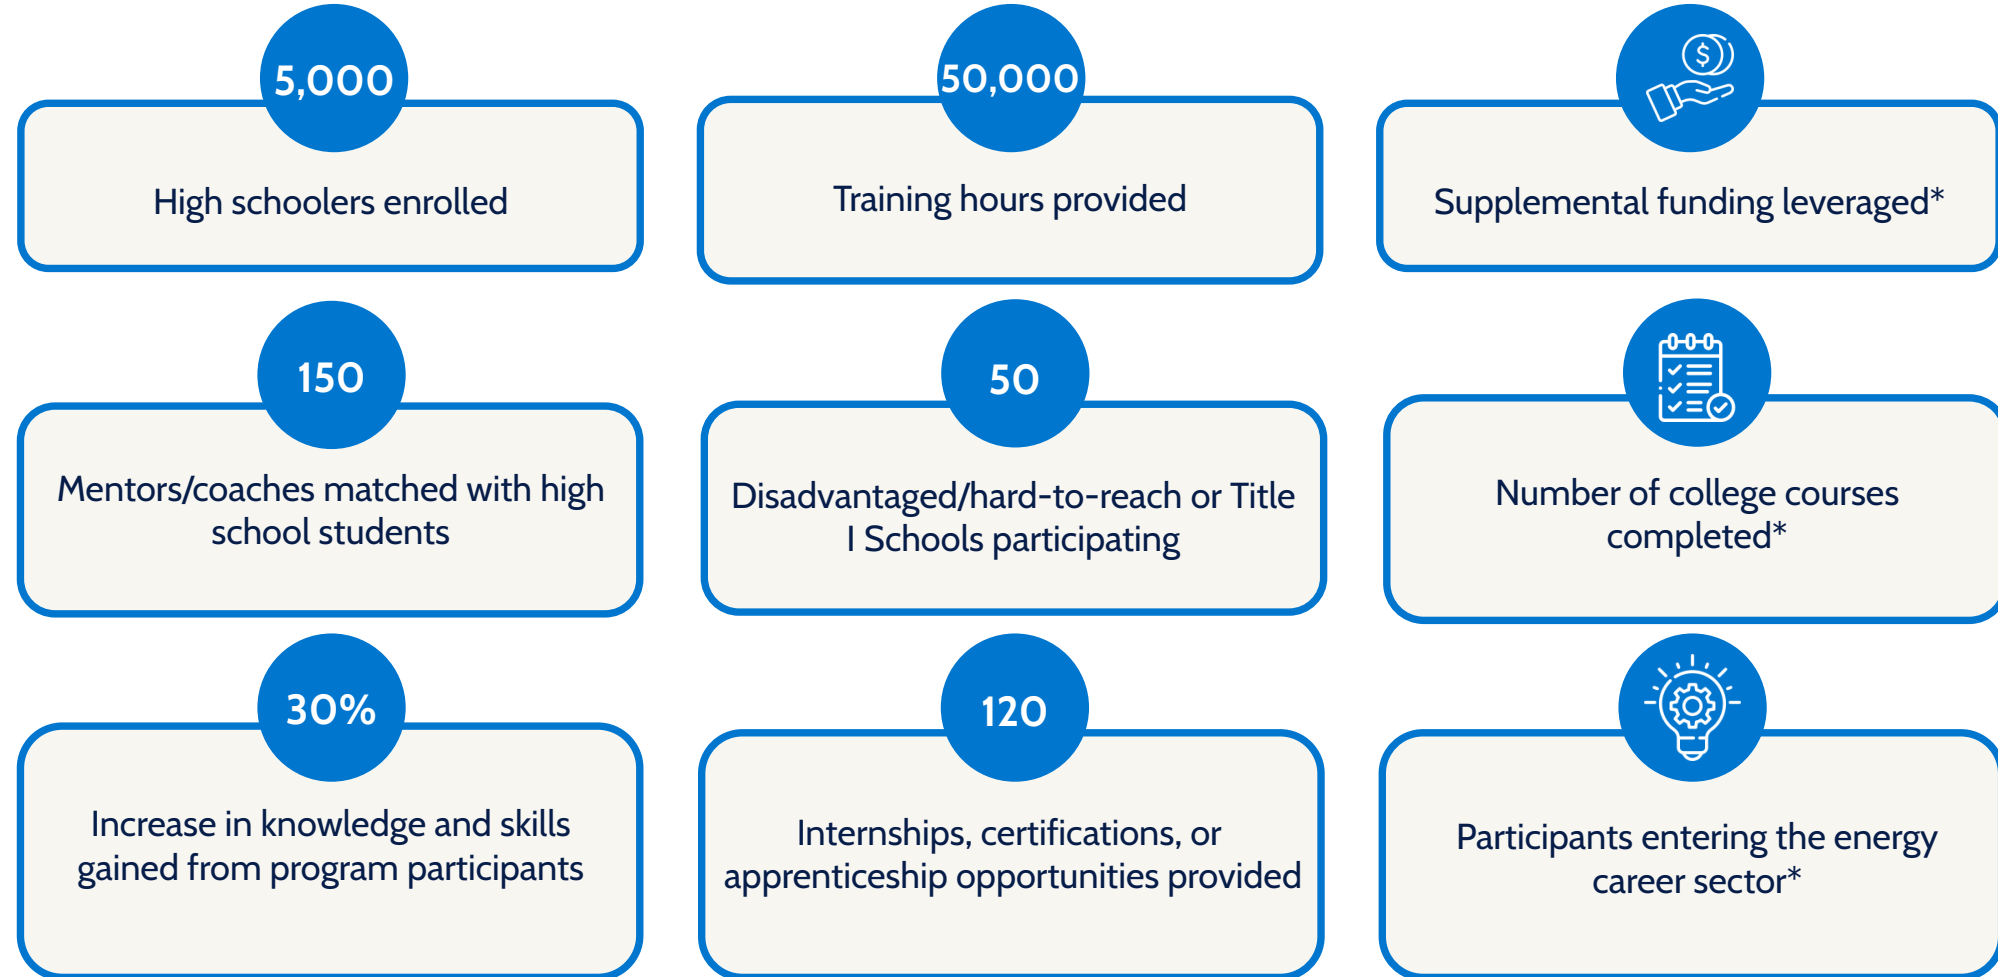 5,000
High schoolers enrolled
50,000
Training hours provided
Supplemental funding leveraged*
150
Mentors/coaches matched with high
school students
50
Disadvantaged/hard-to-reach or Title
I Schools participating
Number of college courses
completed*
30%
Increase in knowledge and skills
gained from program participants
120
Internships, certifications, or
apprenticeship opportunities provided
Participants entering the energy
career sector*